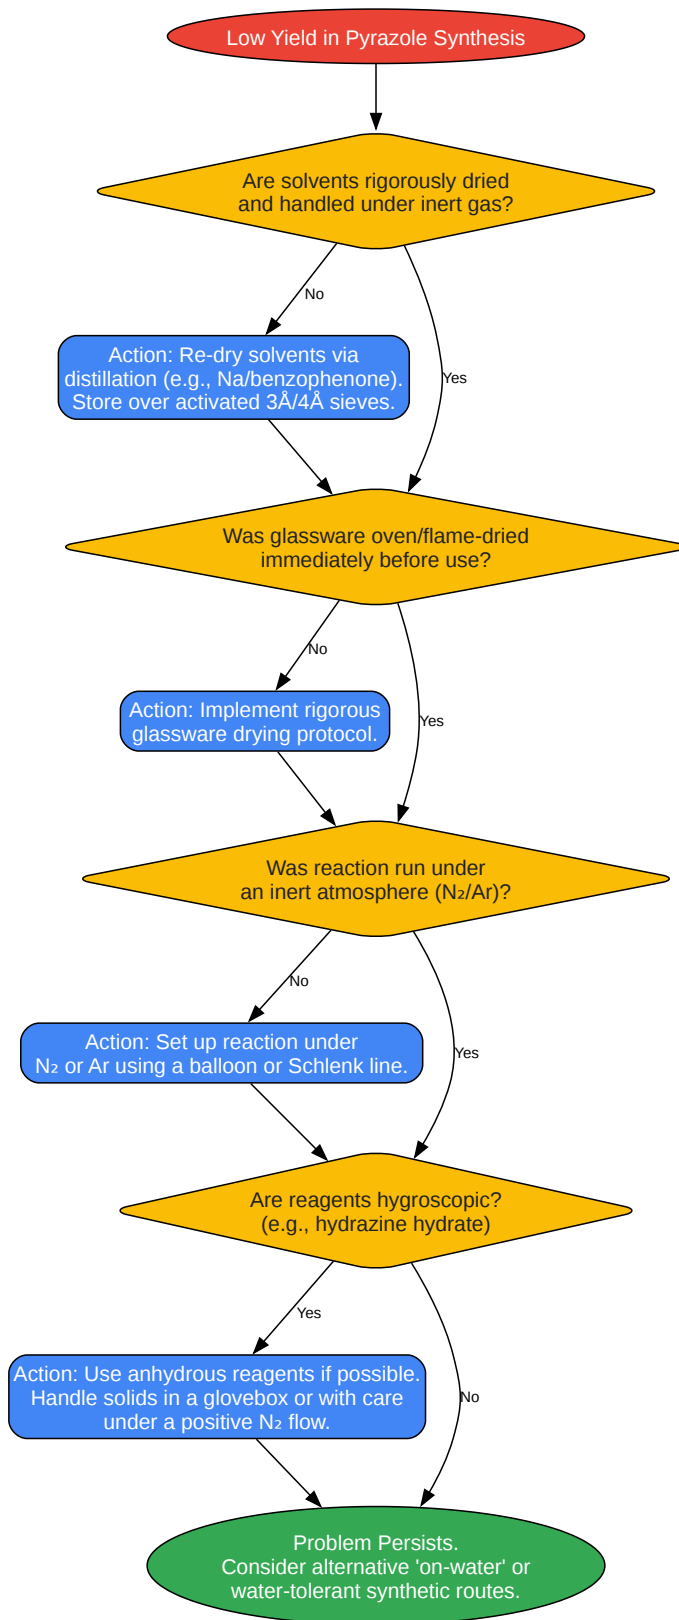 Low Yield in Pyrazole Synthesis
Are solvents rigorously dried
and handled under inert gas?
No
Action: Re-dry solvents via
distillation (e.g., Na/benzophenone).
Store over activated 3Å/4Å sieves.
Yes
Was glassware oven/flame-dried
immediately before use?
No
Action: Implement rigorous
glassware drying protocol.
Yes
Was reaction run under
an inert atmosphere (N₂/Ar)?
No
Action: Set up reaction under
N₂ or Ar using a balloon or Schlenk line.
Yes
Are reagents hygroscopic?
(e.g., hydrazine hydrate)
Yes
Action: Use anhydrous reagents if possible.
Handle solids in a glovebox or with care
under a positive N₂ flow.
No
Problem Persists.
Consider alternative 'on-water' or
water-tolerant synthetic routes.